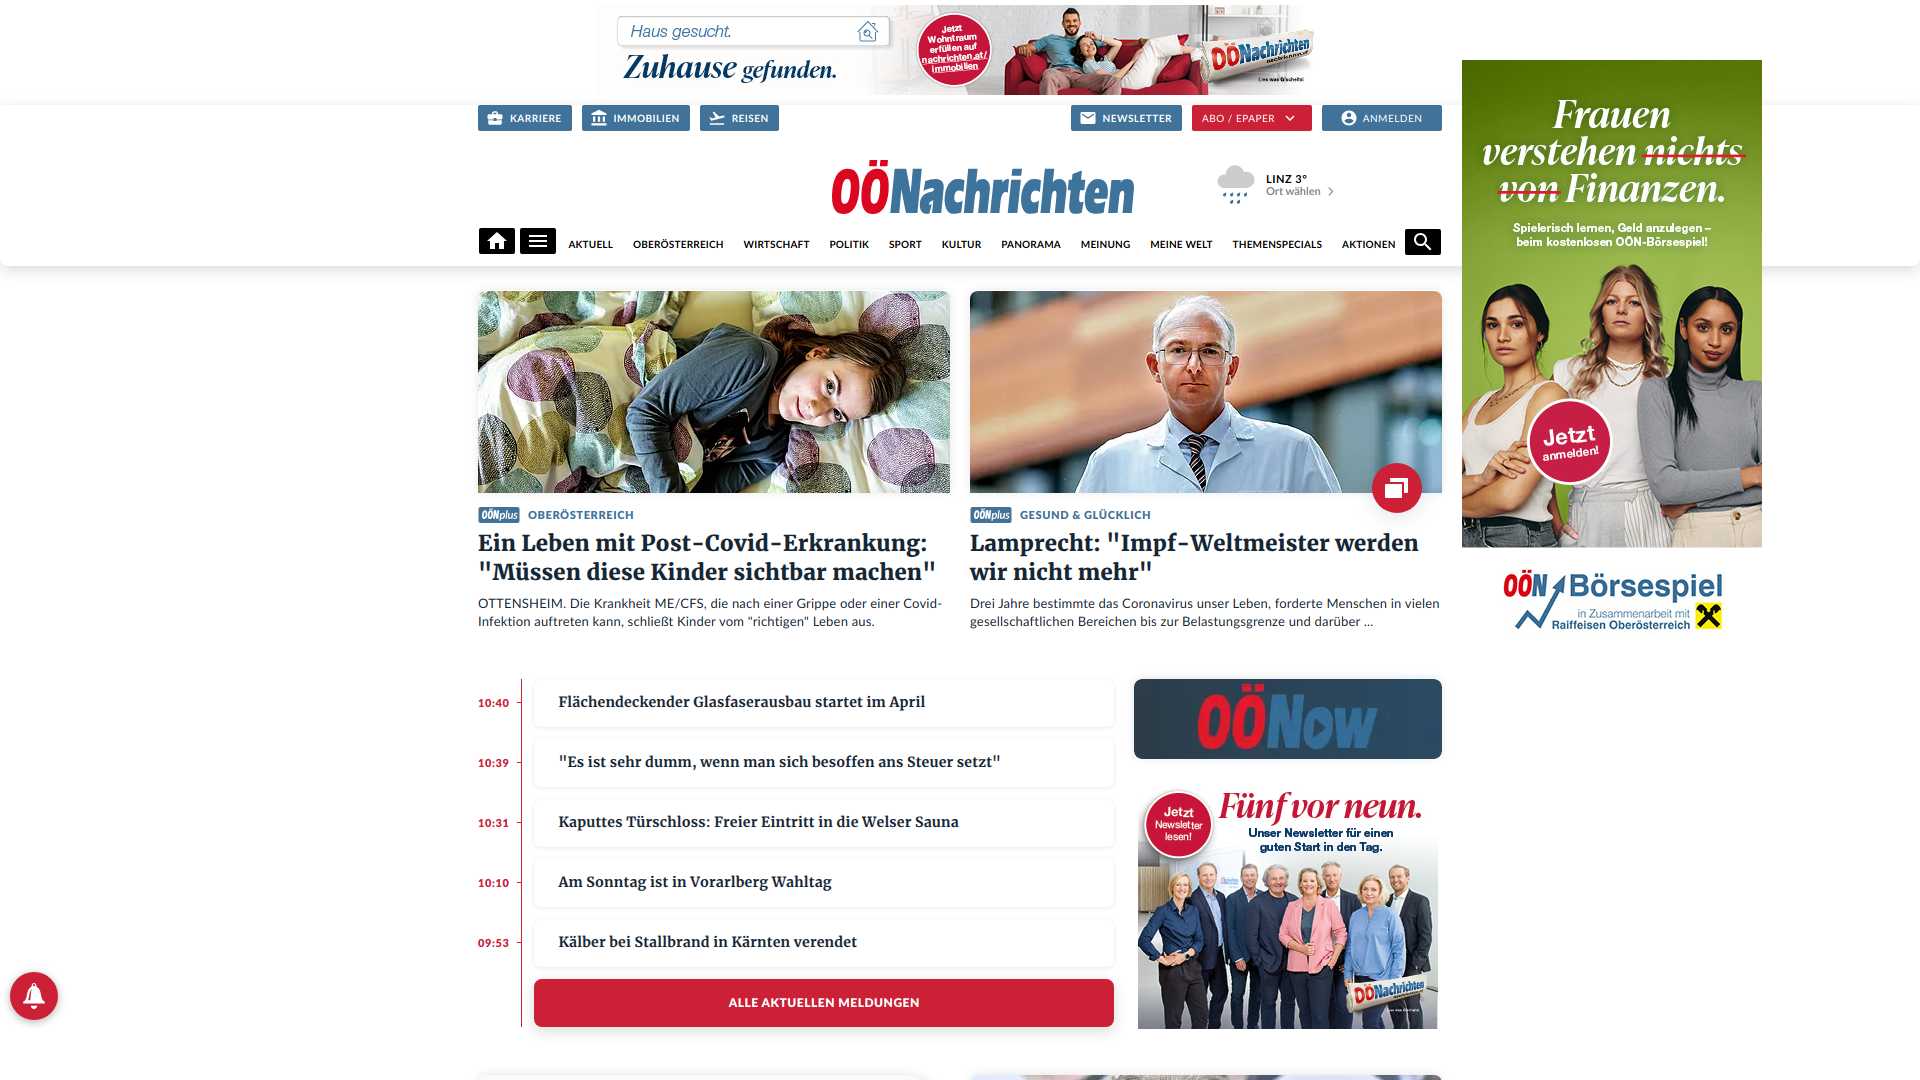 Haus gesucht.
Zuhause gefunden.
Jetzt
Wohntraum
erfüllen auf
nachrichten.at/
immobilien
OÖNachrichten
Lies was G'scheits!
KARRIERE
IMMOBILIEN
REISEN
NEWSLETTER
ABO / EPAPER
ANMELDEN
OÖNachrichten
LINZ 3°
Ort wählen
AKTUELL
OBERÖSTERREICH
WIRTSCHAFT
POLITIK
SPORT
KULTUR
PANORAMA
MEINUNG
MEINE WELT
THEMENSPECIALS
AKTIONEN
Frauen
verstehen nichts
von Finanzen.
Spielerisch lernen, Geld anzulegen –
beim kostenlosen OÖN-Börsespiel!
Jetzt
anmelden!
OÖN Börsespiel
in Zusammenarbeit mit
Raiffeisen Oberösterreich
OÖNplus OBERÖSTERREICH
Ein Leben mit Post-Covid-Erkrankung:
"Müssen diese Kinder sichtbar machen"
OTTENSHEIM. Die Krankheit ME/CFS, die nach einer Grippe oder einer Covid-
Infektion auftreten kann, schließt Kinder vom "richtigen" Leben aus.
OÖNplus GESUND & GLÜCKLICH
Lamprecht: "Impf-Weltmeister werden
wir nicht mehr"
Drei Jahre bestimmte das Coronavirus unser Leben, forderte Menschen in vielen
gesellschaftlichen Bereichen bis zur Belastungsgrenze und darüber ...
10:40 Flächendeckender Glasfaserausbau startet im April
10:39 "Es ist sehr dumm, wenn man sich besoffen ans Steuer setzt"
10:31 Kaputtes Türschloss: Freier Eintritt in die Welser Sauna
10:10 Am Sonntag ist in Vorarlberg Wahltag
09:53 Kälber bei Stallbrand in Kärnten verendet
ALLE AKTUELLEN MELDUNGEN
OÖNow
Jetzt
Newsletter
lesen!
Fünf vor neun.
Unser Newsletter für einen
guten Start in den Tag.
OÖNachrichten